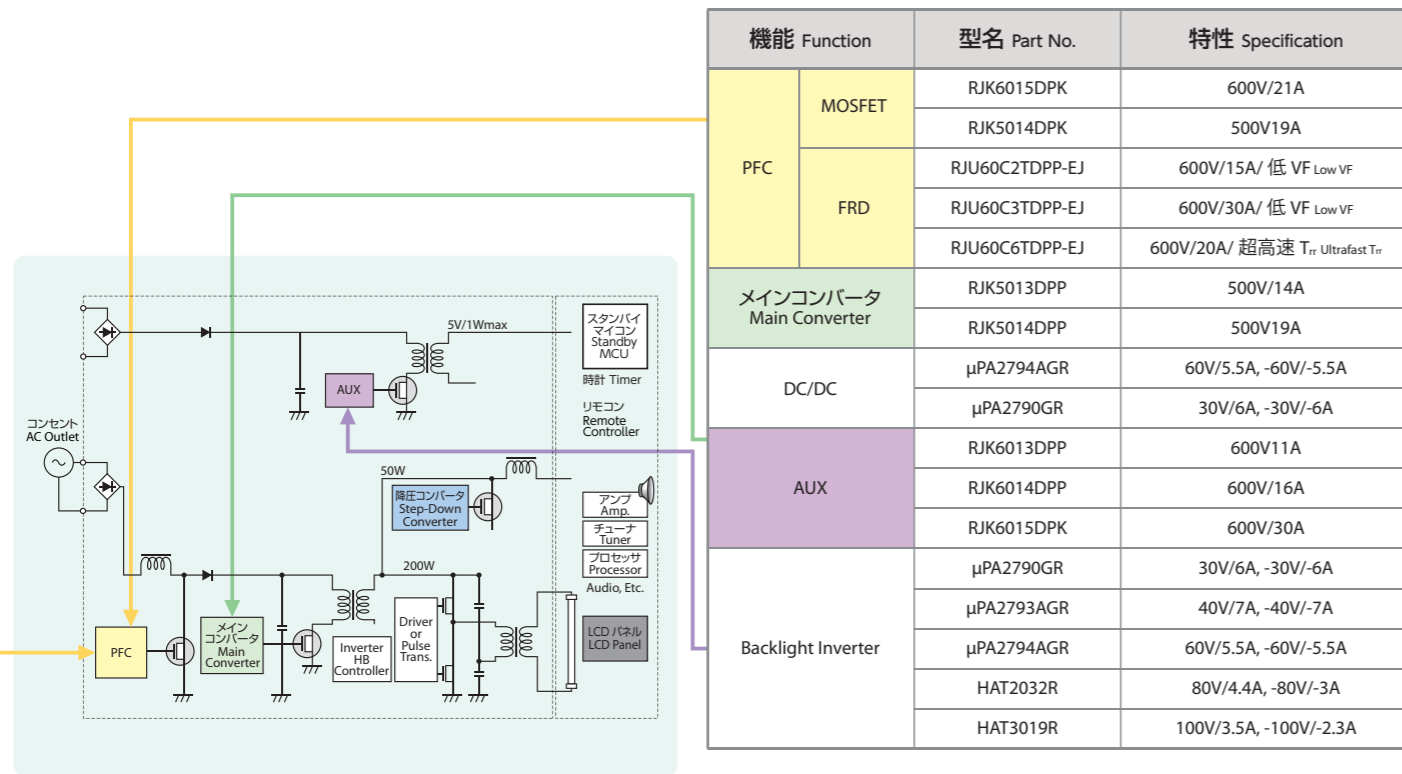 機能 Function 型名 Part No. 特性 Specification
PFC
MOSFET
RJK6015DPK 600V/21A
RJK5014DPK 500V19A
FRD
RJU60C2TDPP-EJ 600V/15A/ 低 VF Low VF
RJU60C3TDPP-EJ 600V/30A/ 低 VF Low VF
RJU60C6TDPP-EJ 600V/20A/ 超高速 Trr Ultrafast Trr
メインコンバータ
Main Converter
RJK5013DPP 500V/14A
RJK5014DPP 500V19A
DC/DC
μPA2794AGR 60V/5.5A, -60V/-5.5A
μPA2790GR 30V/6A, -30V/-6A
AUX
RJK6013DPP 600V11A
RJK6014DPP 600V/16A
RJK6015DPK 600V/30A
Backlight Inverter
μPA2790GR 30V/6A, -30V/-6A
μPA2793AGR 40V/7A, -40V/-7A
μPA2794AGR 60V/5.5A, -60V/-5.5A
HAT2032R 80V/4.4A, -80V/-3A
HAT3019R 100V/3.5A, -100V/-2.3A
5V/1Wmax
スタンバイ
マイコン
Standby
MCU
時計 Timer
AUX
リモコン
Remote
Controller
コンセント
AC Outlet
50W
降圧コンバータ
Step-Down
Converter
アンプ
Amp.
チューナ
Tuner
プロセッサ
Processor
Audio, Etc.
200W
PFC
メイン
コンバータ
Main
Converter
Inverter
HB
Controller
Driver
or
Pulse
Trans.
LCD パネル
LCD Panel